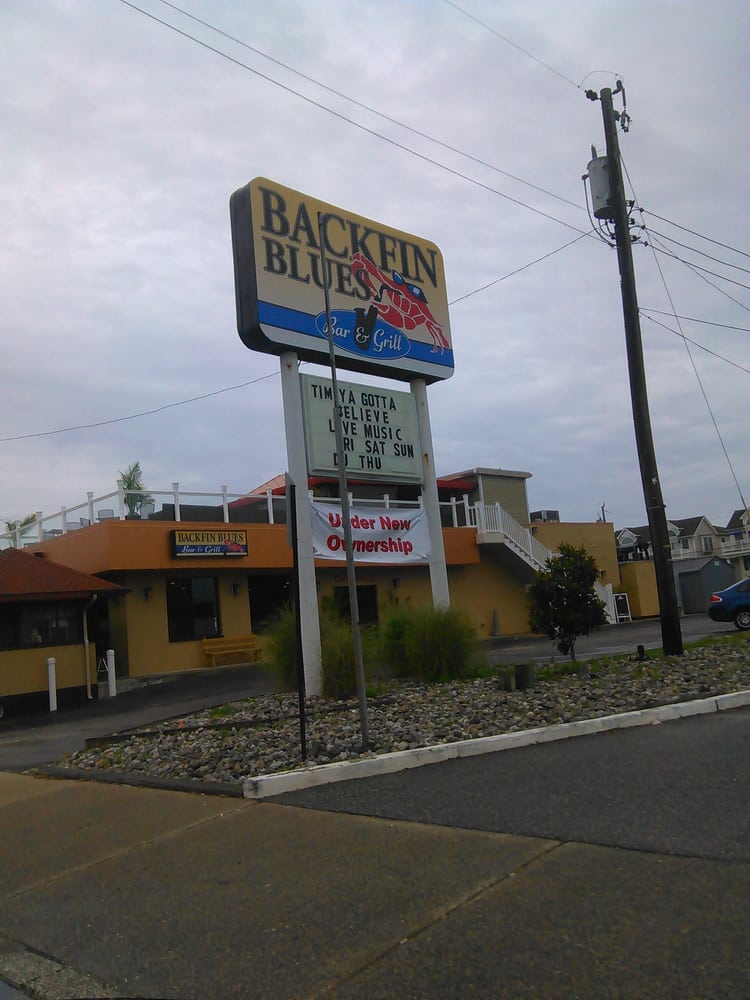 BACKFIN
BLUES
Bar & Grill
TIM YA GOTTA
BELIEVE
LIVE MUSIC
FRI SAT SUN
DJ THU
Under New
Ownership
BACKFIN BLUES
Bar & Grill